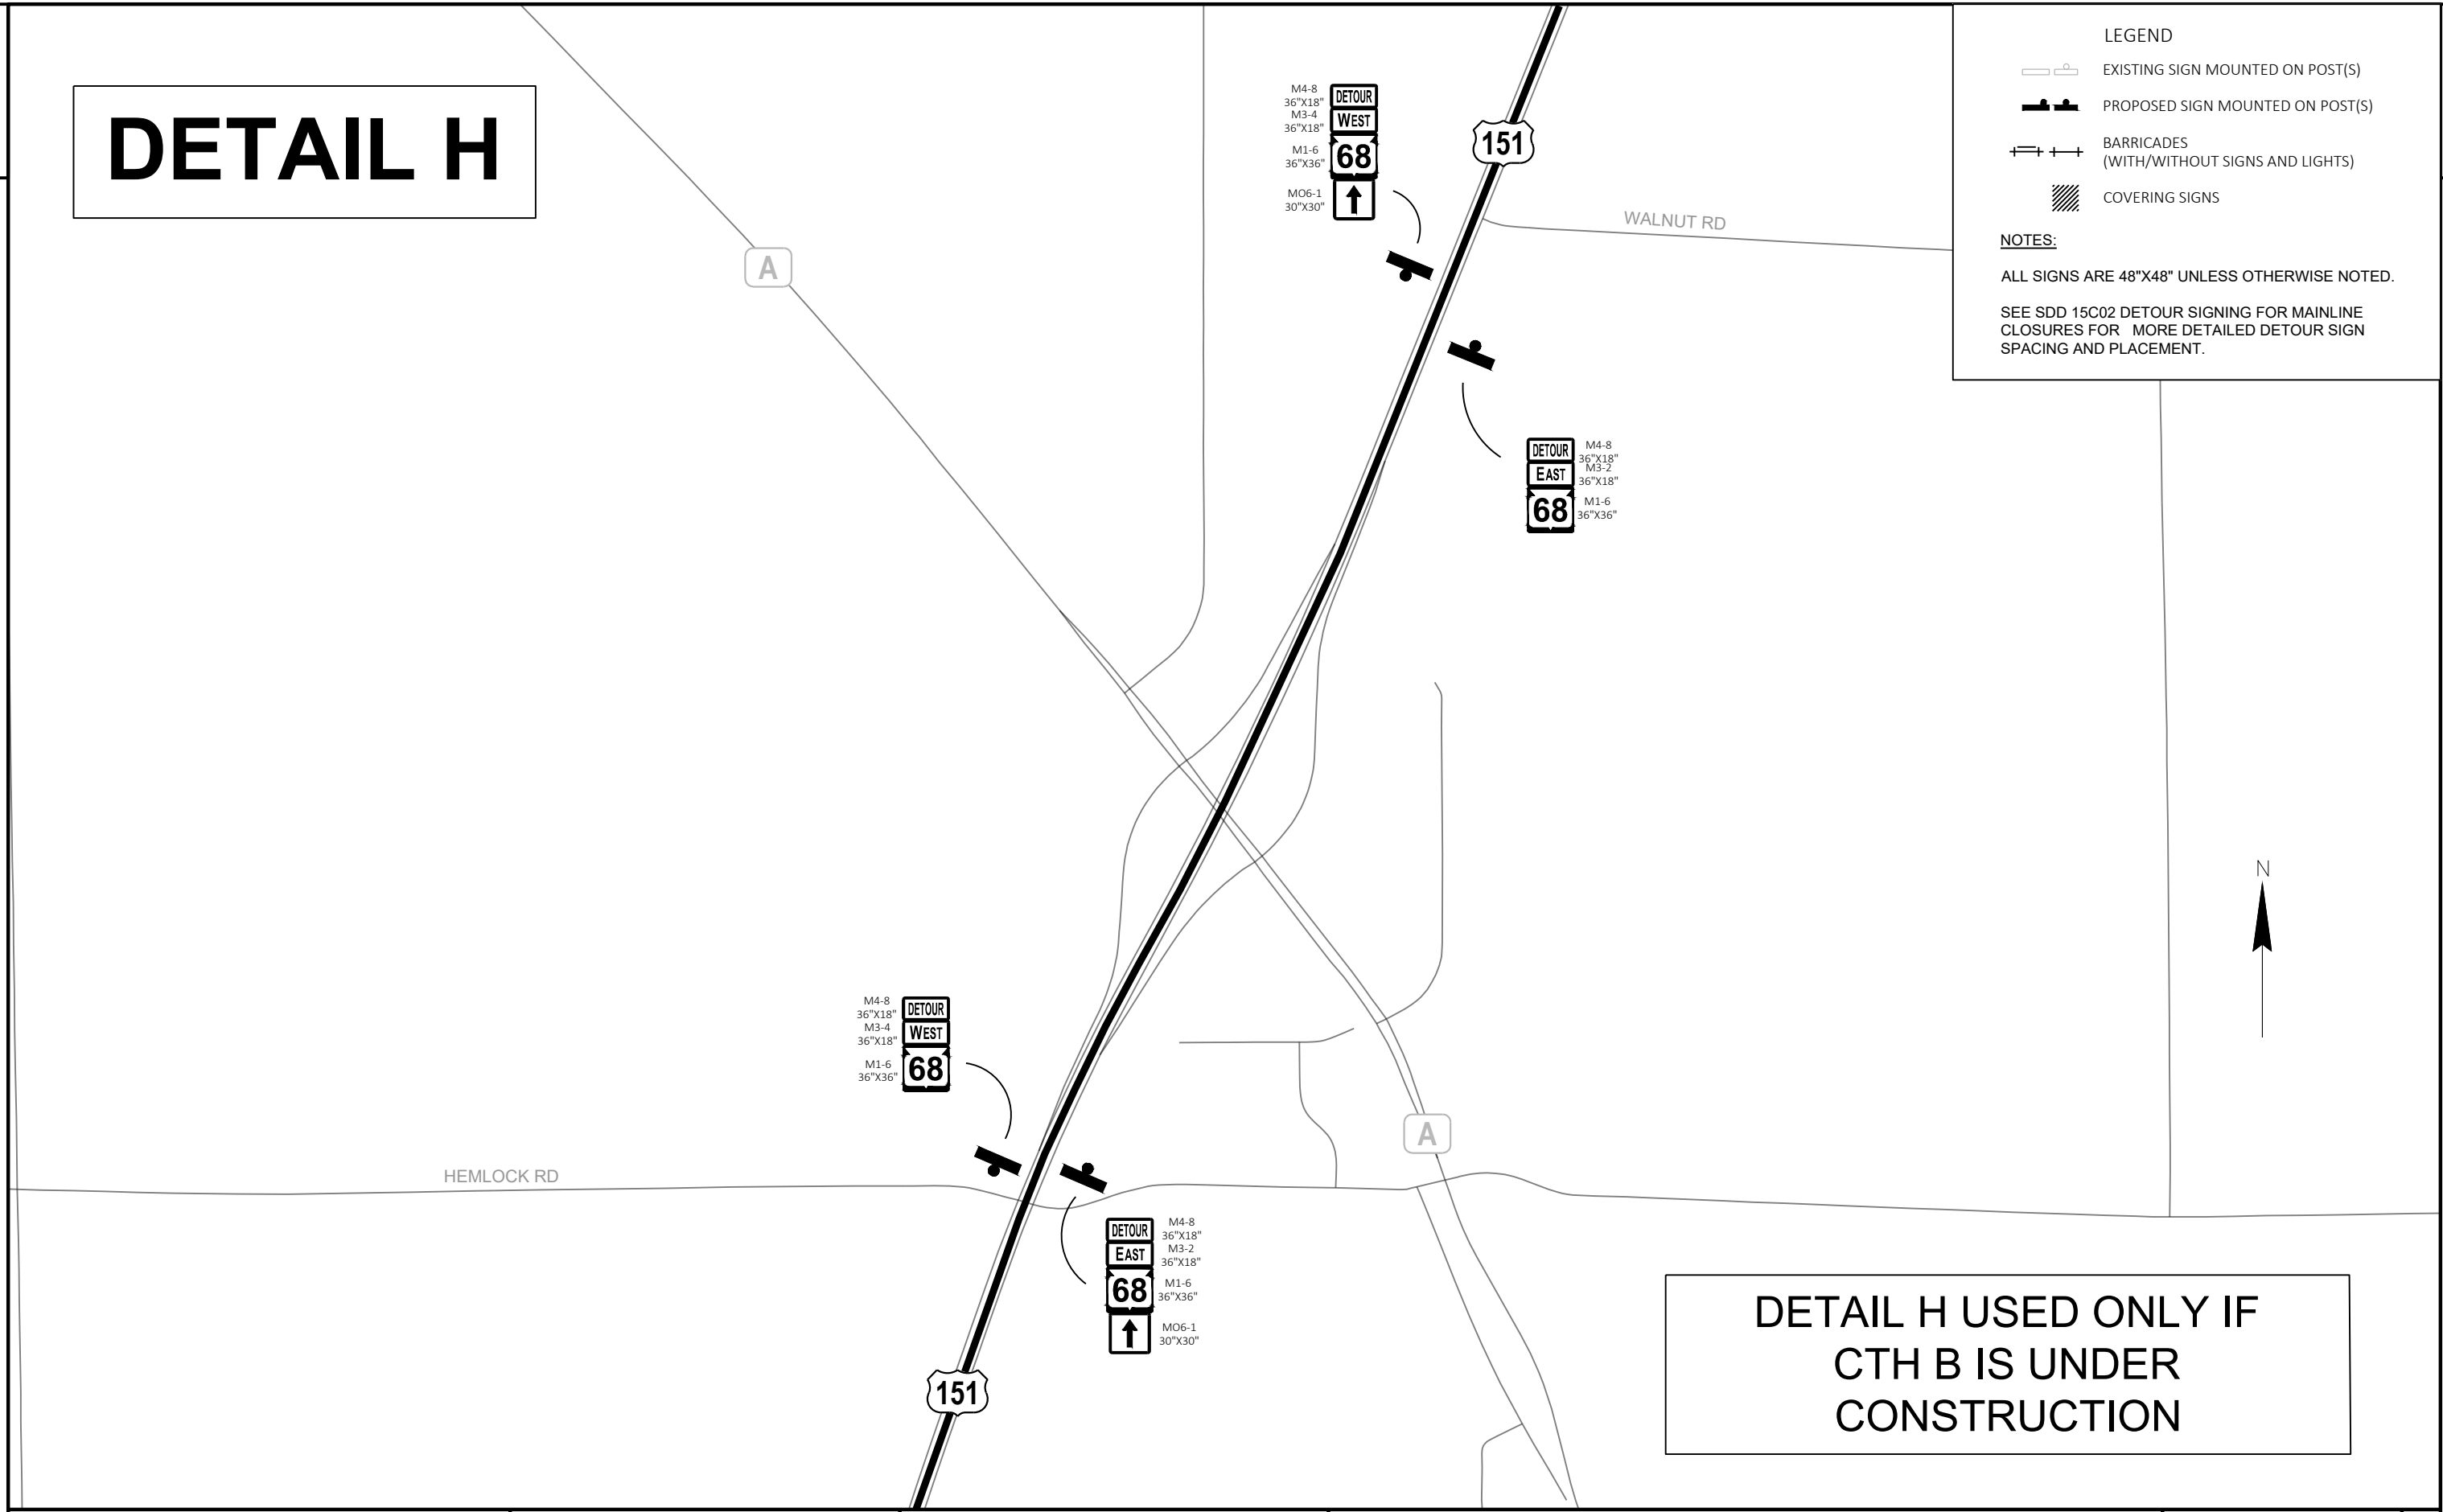 DETAIL H
LEGEND
EXISTING SIGN MOUNTED ON POST(S)
PROPOSED SIGN MOUNTED ON POST(S)
BARRICADES
(WITH/WITHOUT SIGNS AND LIGHTS)
COVERING SIGNS
NOTES:
ALL SIGNS ARE 48"X48" UNLESS OTHERWISE NOTED.
SEE SDD 15C02 DETOUR SIGNING FOR MAINLINE
CLOSURES FOR MORE DETAILED DETOUR SIGN
SPACING AND PLACEMENT.
M4-8
36"X18"
M3-4
36"X18"
M1-6
36"X36"
MO6-1
30"X30"
DETOUR
WEST
68
151
WALNUT RD
A
DETOUR
EAST
68
M4-8
36"X18"
M3-2
36"X18"
M1-6
36"X36"
N
M4-8
36"X18"
M3-4
36"X18"
M1-6
36"X36"
DETOUR
WEST
68
A
HEMLOCK RD
DETOUR
EAST
68
M4-8
36"X18"
M3-2
36"X18"
M1-6
36"X36"
MO6-1
30"X30"
151
DETAIL H USED ONLY IF
CTH B IS UNDER
CONSTRUCTION